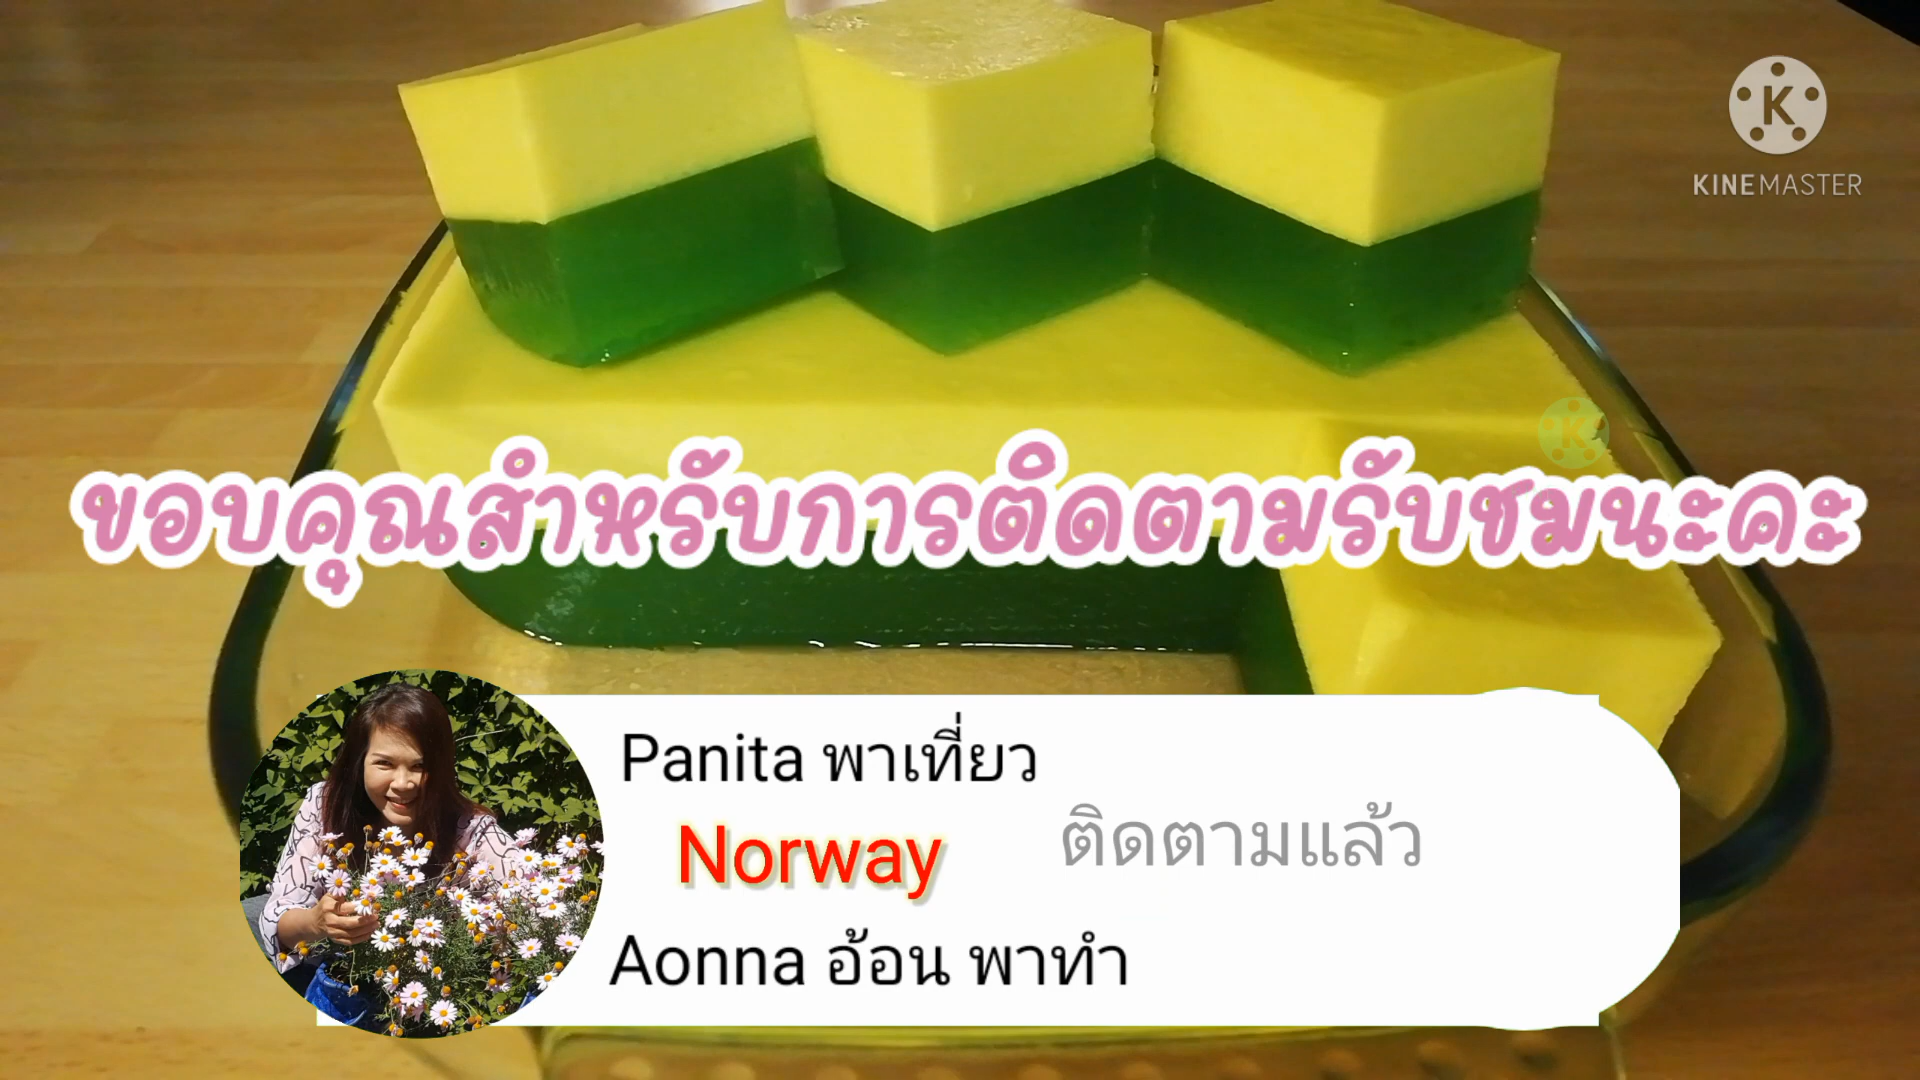 K
KINEMASTER
K
ขอบคุณสำหรับการติดตามรับชมนะคะ
Panita พาเที่ยว
Norway
ติดตามแล้ว
Aonna อ้อน พาทำ